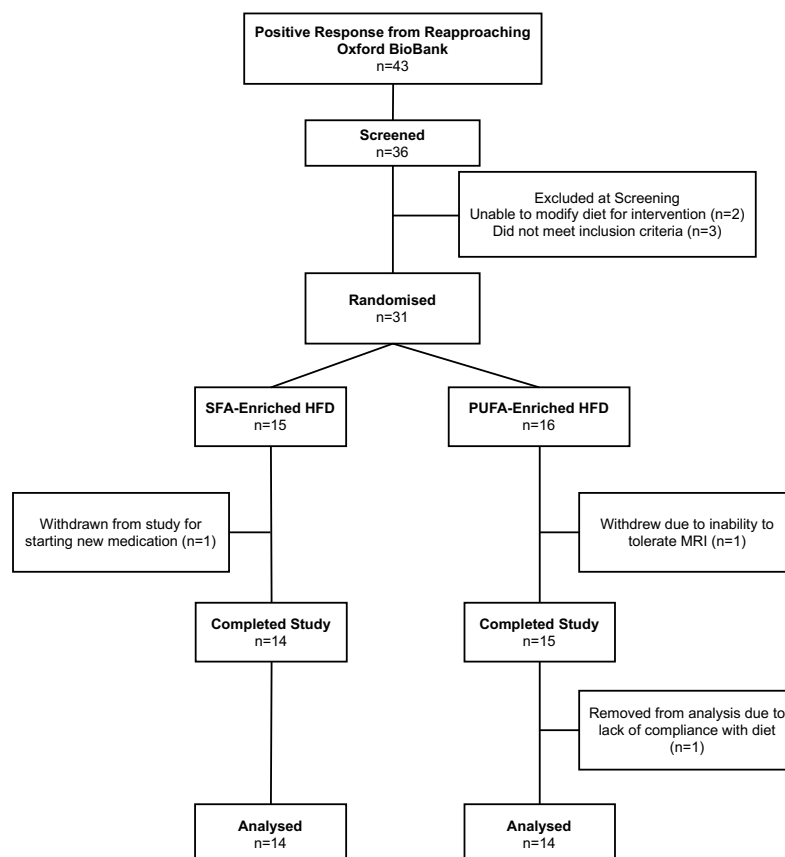 Positive Response from Reapproaching
Oxford BioBank
n=43
Screened
n=36
Excluded at Screening
Unable to modify diet for intervention (n=2)
Did not meet inclusion criteria (n=3)
Randomised
n=31
SFA-Enriched HFD
n=15
PUFA-Enriched HFD
n=16
Withdrawn from study for
starting new medication (n=1)
Withdrew due to inability to
tolerate MRI (n=1)
Completed Study
n=14
Completed Study
n=15
Removed from analysis due to
lack of compliance with diet
(n=1)
Analysed
n=14
Analysed
n=14